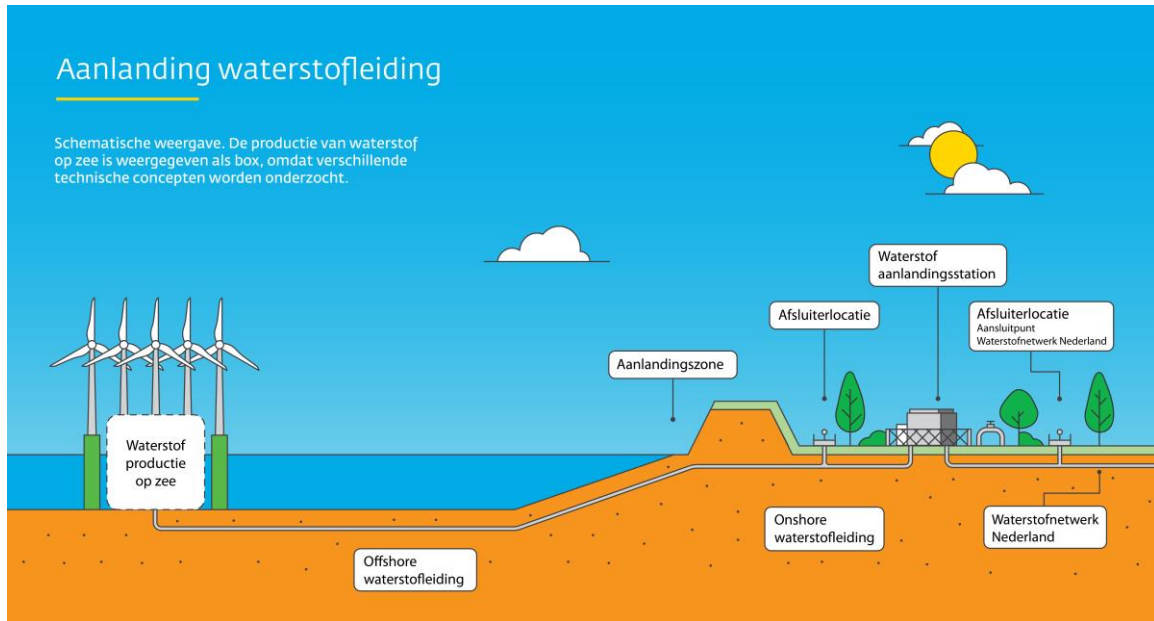 Aanlanding waterstofleiding
Schematische weergave. De productie van waterstof
op zee is weergegeven als box, omdat verschillende
technische concepten worden onderzocht.
Waterstof
aanlandingsstation
Afsluiterlocatie
Afsluiterlocatie
Aansluitpunt
Waterstofnetwerk Nederland
Aanlandingszone
Waterstof
productie
op zee
Offshore
waterstofleiding
Onshore
waterstofleiding
Waterstofnetwerk
Nederland